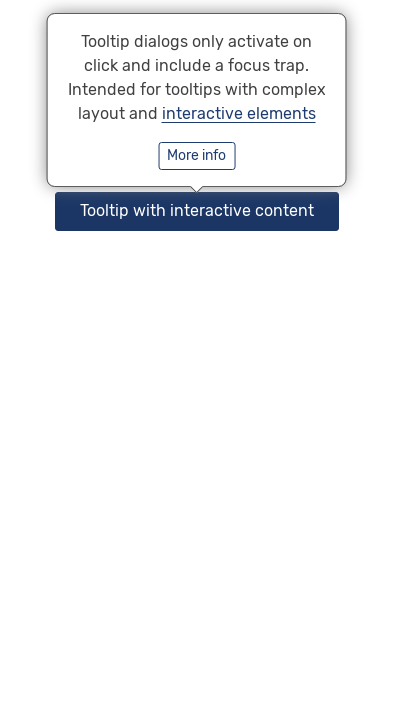 Tooltip dialogs only activate on
click and include a focus trap.
Intended for tooltips with complex
layout and interactive elements
More info
Tooltip with interactive content